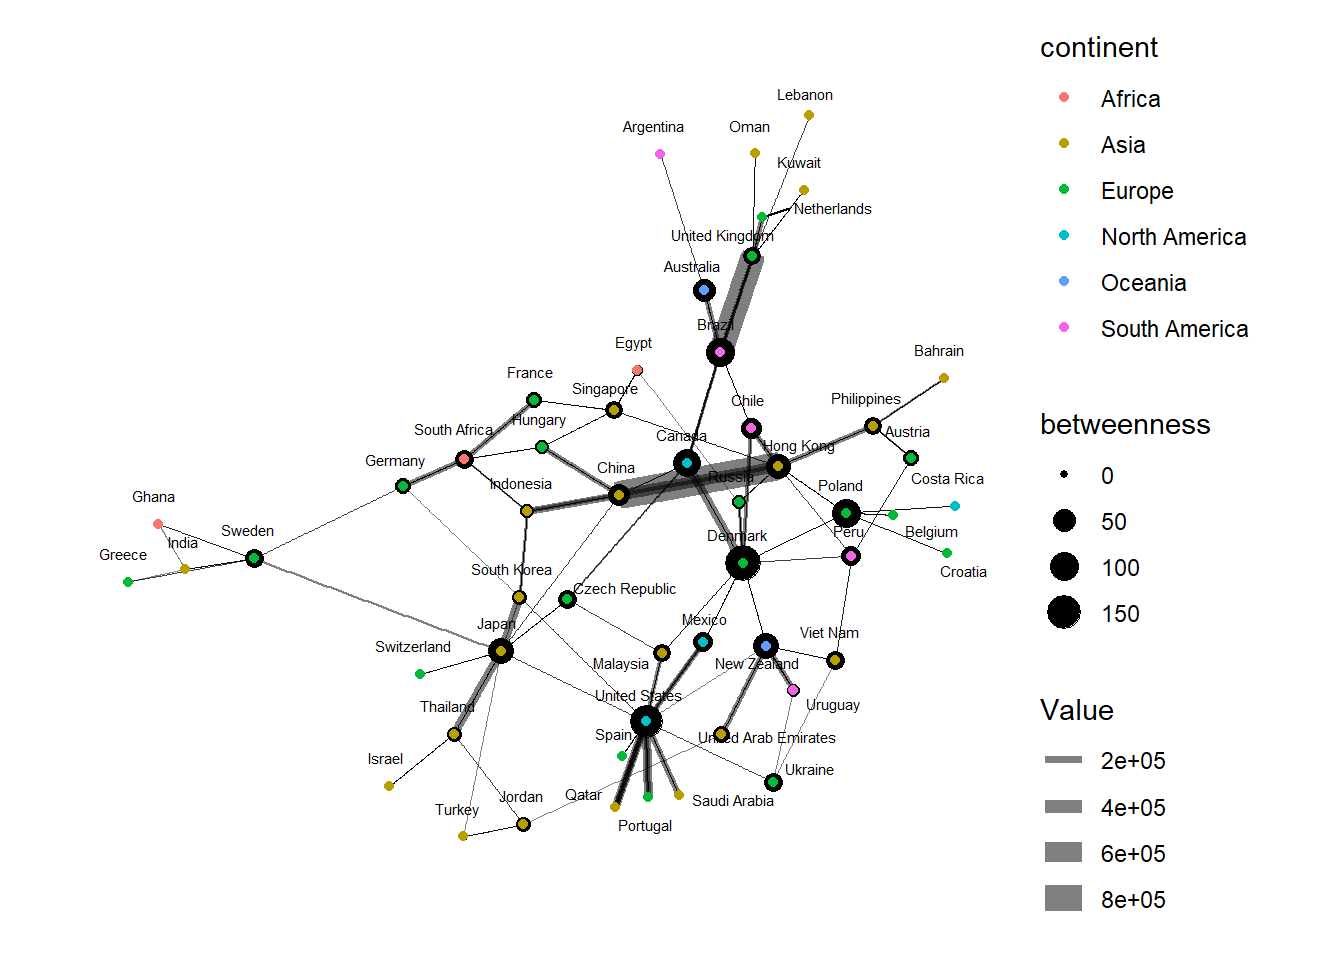 continent
Africa
Asia
Europe
North America
Oceania
South America
betweenness
0
50
100
150
Value
2e+05
4e+05
6e+05
8e+05
Lebanon
Argentina
Oman
Kuwait
Netherlands
United Kingdom
Australia
Brazil
Egypt
Bahrain
France
Singapore
Chile
Philippines
Hungary
South Africa
Canada
Austria
Hong Kong
Germany
China
Russia
Indonesia
Costa Rica
Poland
Ghana
Sweden
India
Greece
Denmark
Peru
Belgium
Croatia
South Korea
Czech Republic
Japan
Mexico
Viet Nam
Switzerland
Malaysia
New Zealand
United States
Thailand
Uruguay
Spain
United Arab Emirates
Israel
Ukraine
Qatar
Jordan
Saudi Arabia
Turkey
Portugal